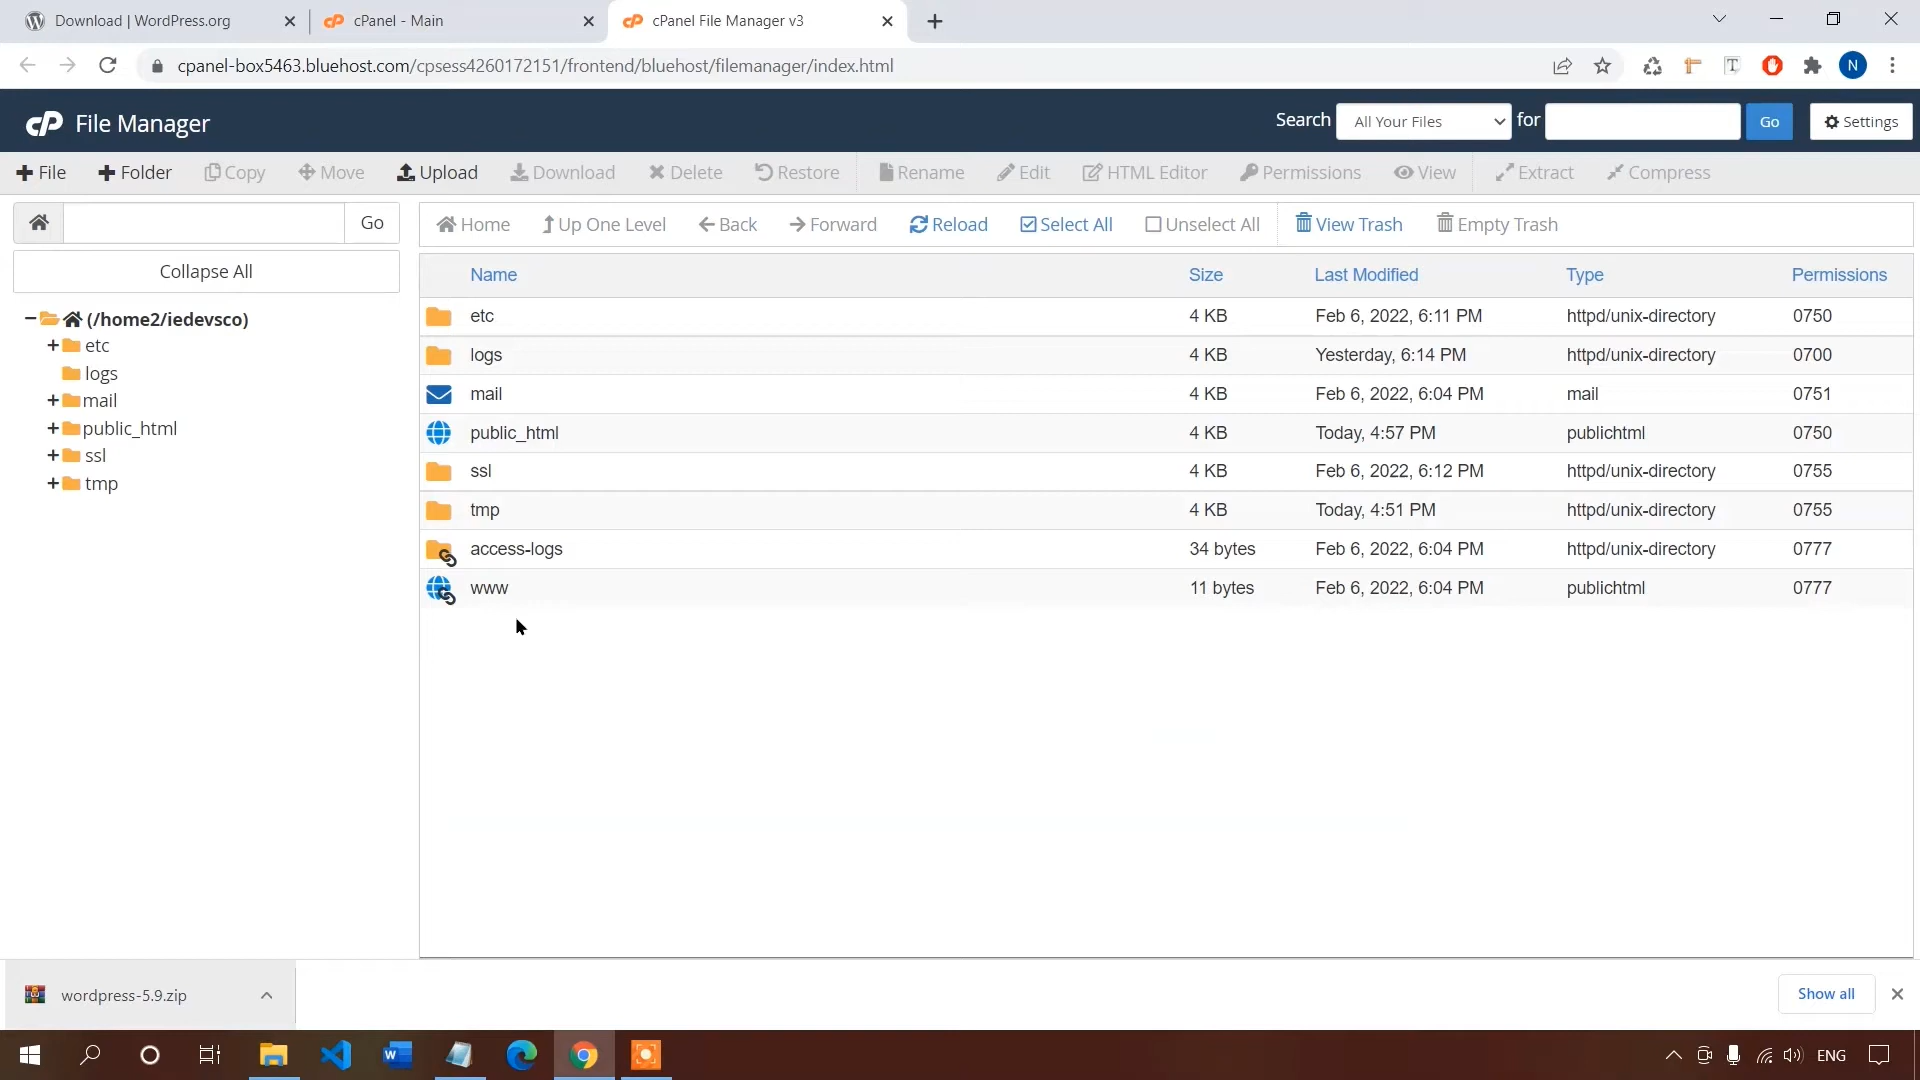 Download | WordPress.org
cPanel - Main
cPanel File Manager v3
cpanel-box5463.bluehost.com/cpsess4260172151/frontend/bluehost/filemanager/index.html
N
cP File Manager
Search All Your Files for Go Settings
File Folder Copy Move Upload Download Delete Restore Rename Edit HTML Editor Permissions View Extract Compress
Go
Home Up One Level Back Forward Reload Select All Unselect All View Trash Empty Trash
Collapse All
(/home2/iedevsco)
etc
logs
mail
public_html
ssl
tmp
Name Size Last Modified Type Permissions
etc 4 KB Feb 6, 2022, 6:11 PM httpd/unix-directory 0750
logs 4 KB Yesterday, 6:14 PM httpd/unix-directory 0700
mail 4 KB Feb 6, 2022, 6:04 PM mail 0751
public_html 4 KB Today, 4:57 PM publichtml 0750
ssl 4 KB Feb 6, 2022, 6:12 PM httpd/unix-directory 0755
tmp 4 KB Today, 4:51 PM httpd/unix-directory 0755
access-logs 34 bytes Feb 6, 2022, 6:04 PM httpd/unix-directory 0777
www 11 bytes Feb 6, 2022, 6:04 PM publichtml 0777
wordpress-5.9.zip
Show all
ENG